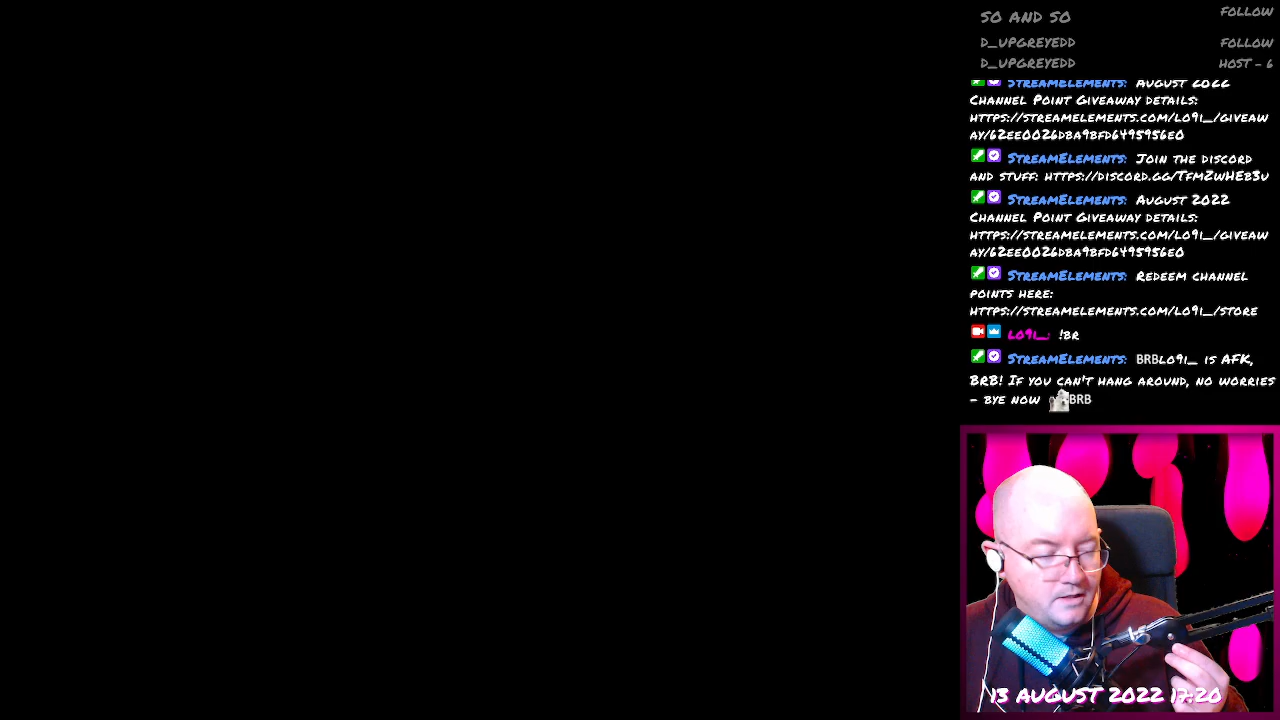 SO AND SO FOLLOW
D_UPGREYEDD FOLLOW
D_UPGREYEDD HOST - 6
STREAMELEMENTS: AUGUST 2022
CHANNEL POINT GIVEAWAY DETAILS:
HTTPS://STREAMELEMENTS.COM/LO9I_/GIVEAW
AY/62EE0026DBA9BFD6495956E0
STREAMELEMENTS: JOIN THE DISCORD
AND STUFF: HTTPS://DISCORD.GG/TFMZWHE83U
STREAMELEMENTS: AUGUST 2022
CHANNEL POINT GIVEAWAY DETAILS:
HTTPS://STREAMELEMENTS.COM/LO9I_/GIVEAW
AY/62EE0026DBA9BFD6495956E0
STREAMELEMENTS: REDEEM CHANNEL
POINTS HERE:
HTTPS://STREAMELEMENTS.COM/LO9I_/STORE
LO9I_: !BR
STREAMELEMENTS: BRBLO9I_ IS AFK,
BRB! IF YOU CAN'T HANG AROUND, NO WORRIES
- BYE NOW BRB
13 AUGUST 2022 17:20